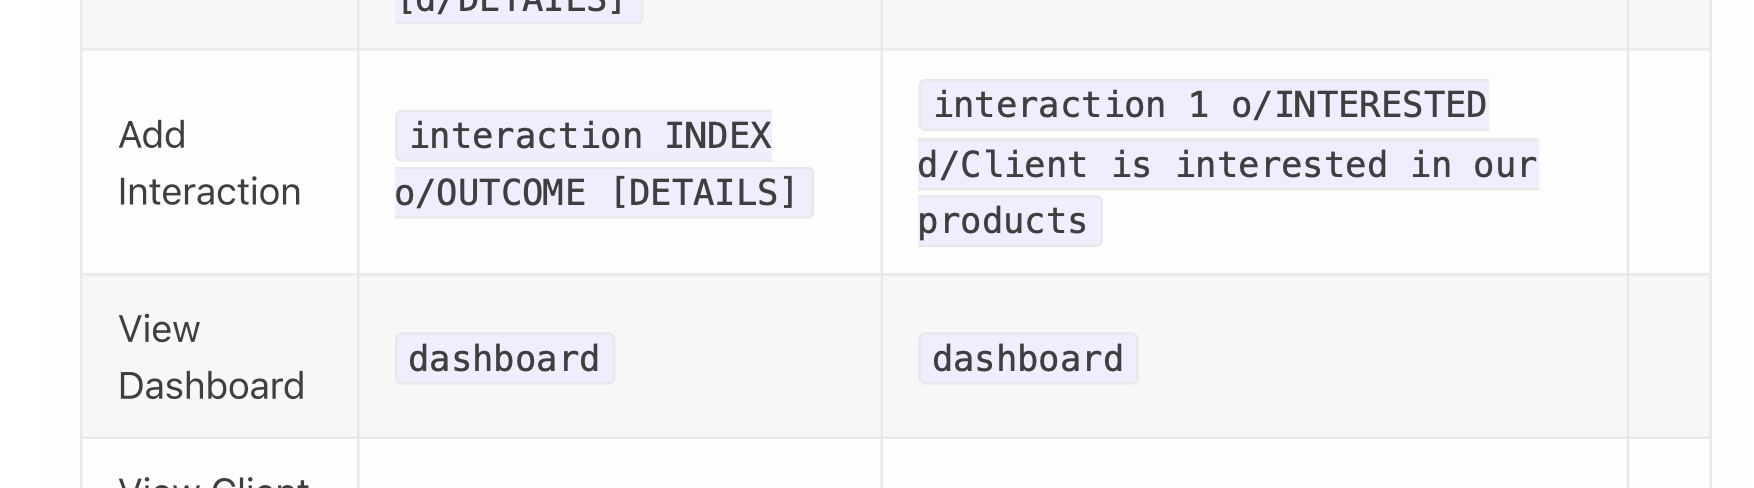 [d/DETAILS]
Add
Interaction
interaction INDEX
o/OUTCOME [DETAILS]
interaction 1 o/INTERESTED
d/Client is interested in our
products
View
Dashboard
dashboard
dashboard
View Client